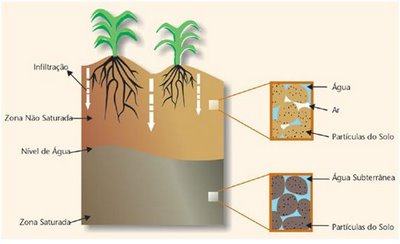 Infiltração
Zona Não Saturada
Nível de Água
Zona Saturada
Água
Ar
Partículas do Solo
Água Subterrânea
Partículas do Solo